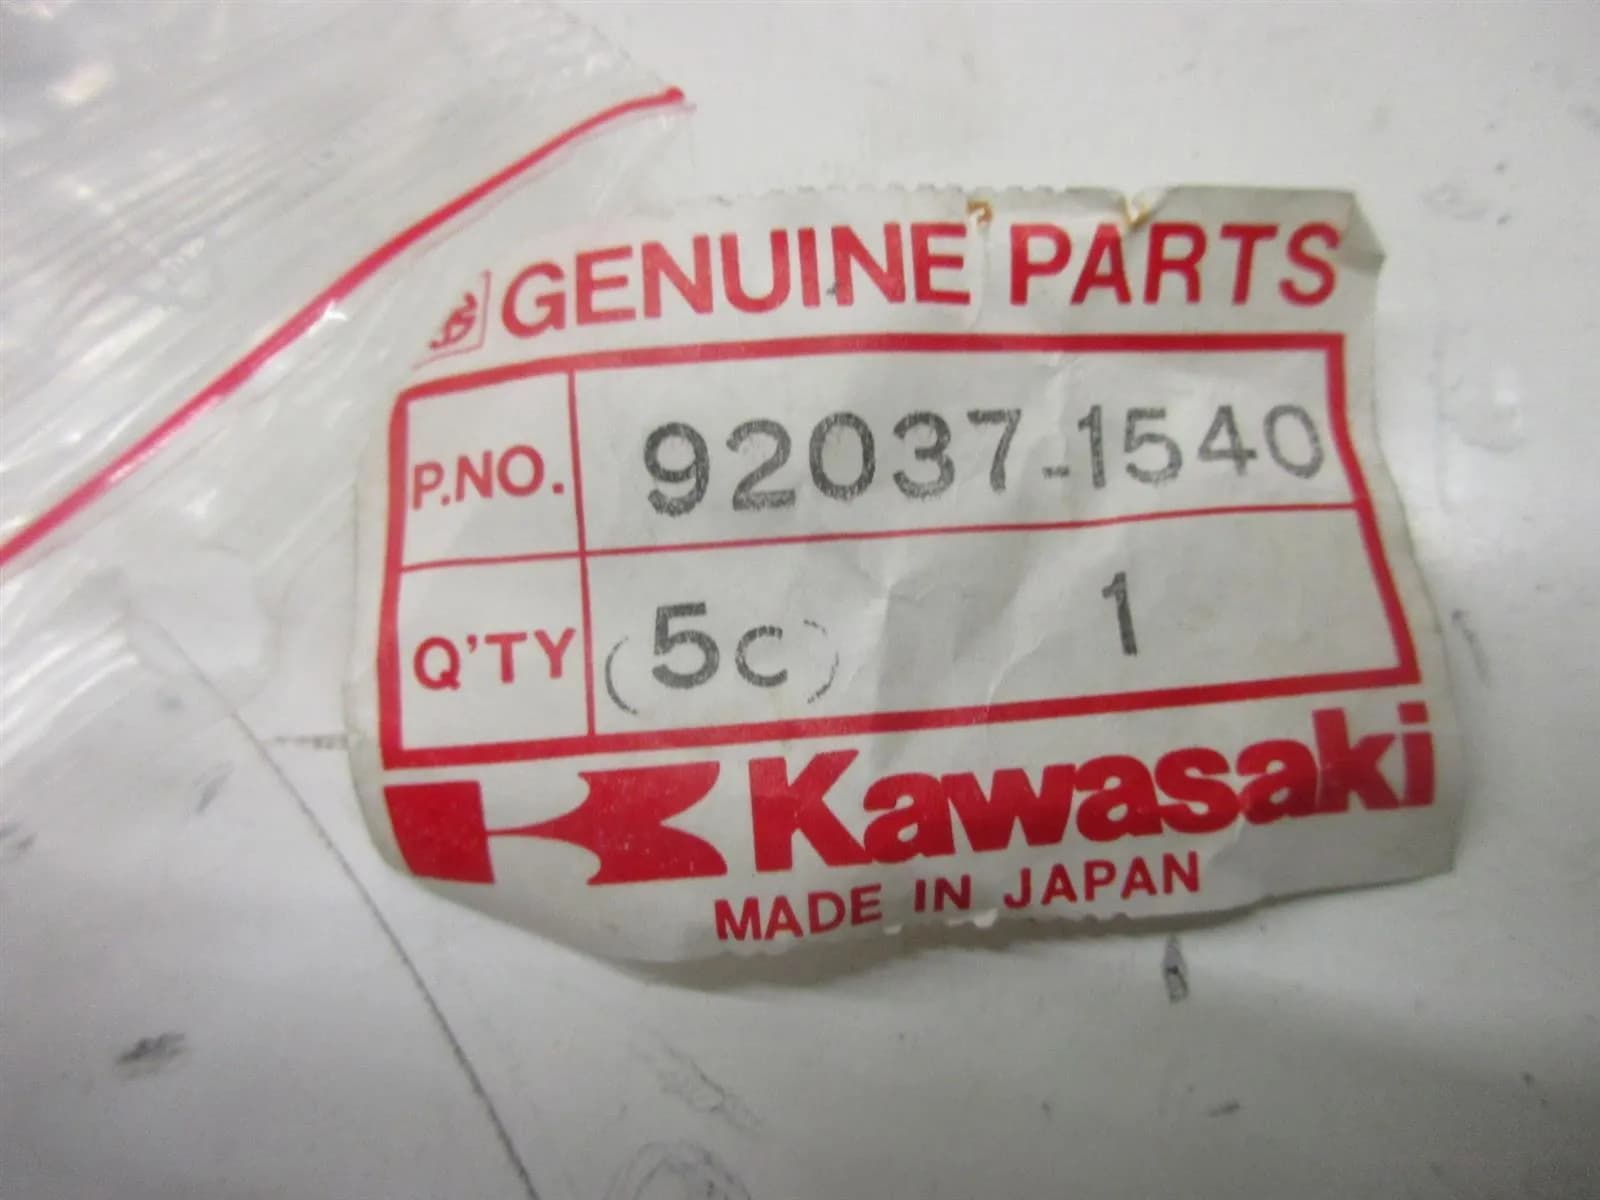 GENUINE PARTS
P.NO. 92037-1540
Q'TY (5C) 1
Kawasaki
MADE IN JAPAN